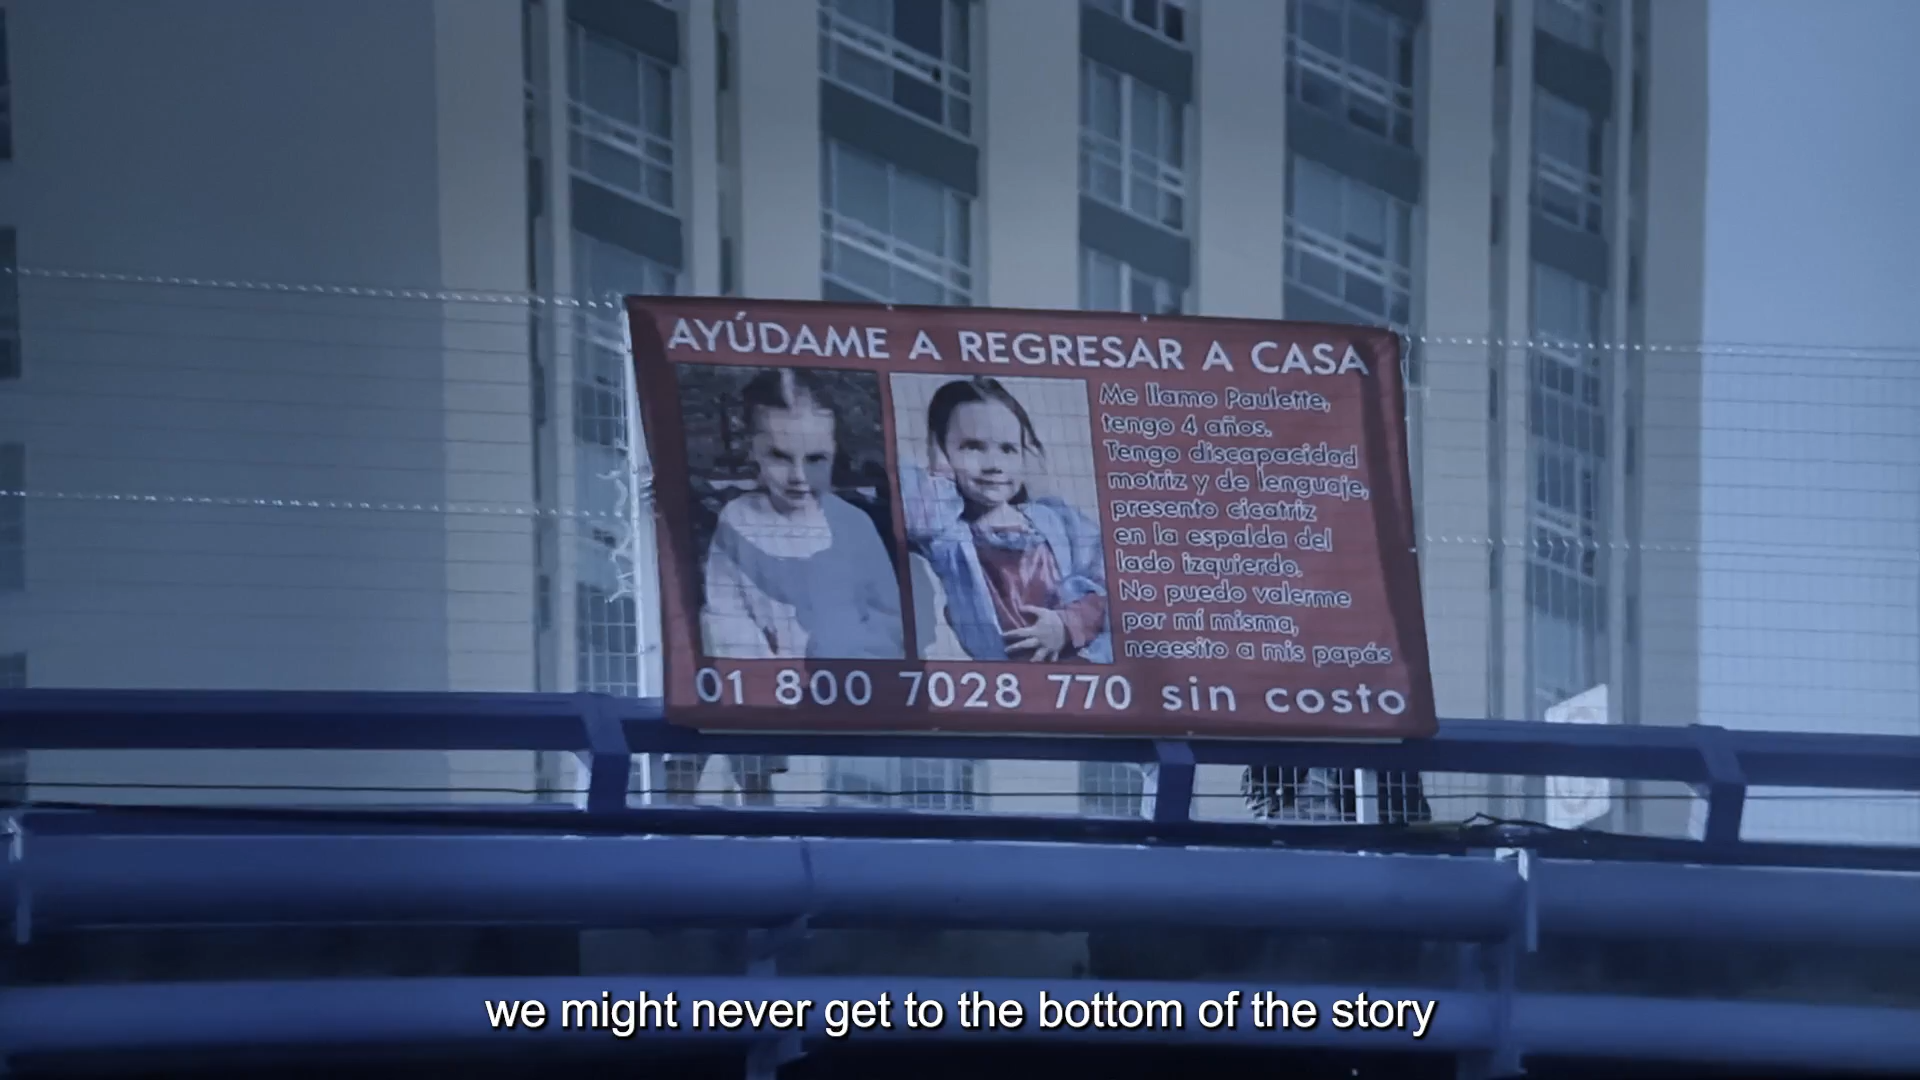 AYÚDAME A REGRESAR A CASA
Me llamo Paulette,
tengo 4 años.
Tengo discapacidad
motriz y de lenguaje,
presento cicatriz
en la espalda del
lado izquierdo.
No puedo valerme
por mí misma,
necesito a mis papás
01 800 7028 770 sin costo
we might never get to the bottom of the story